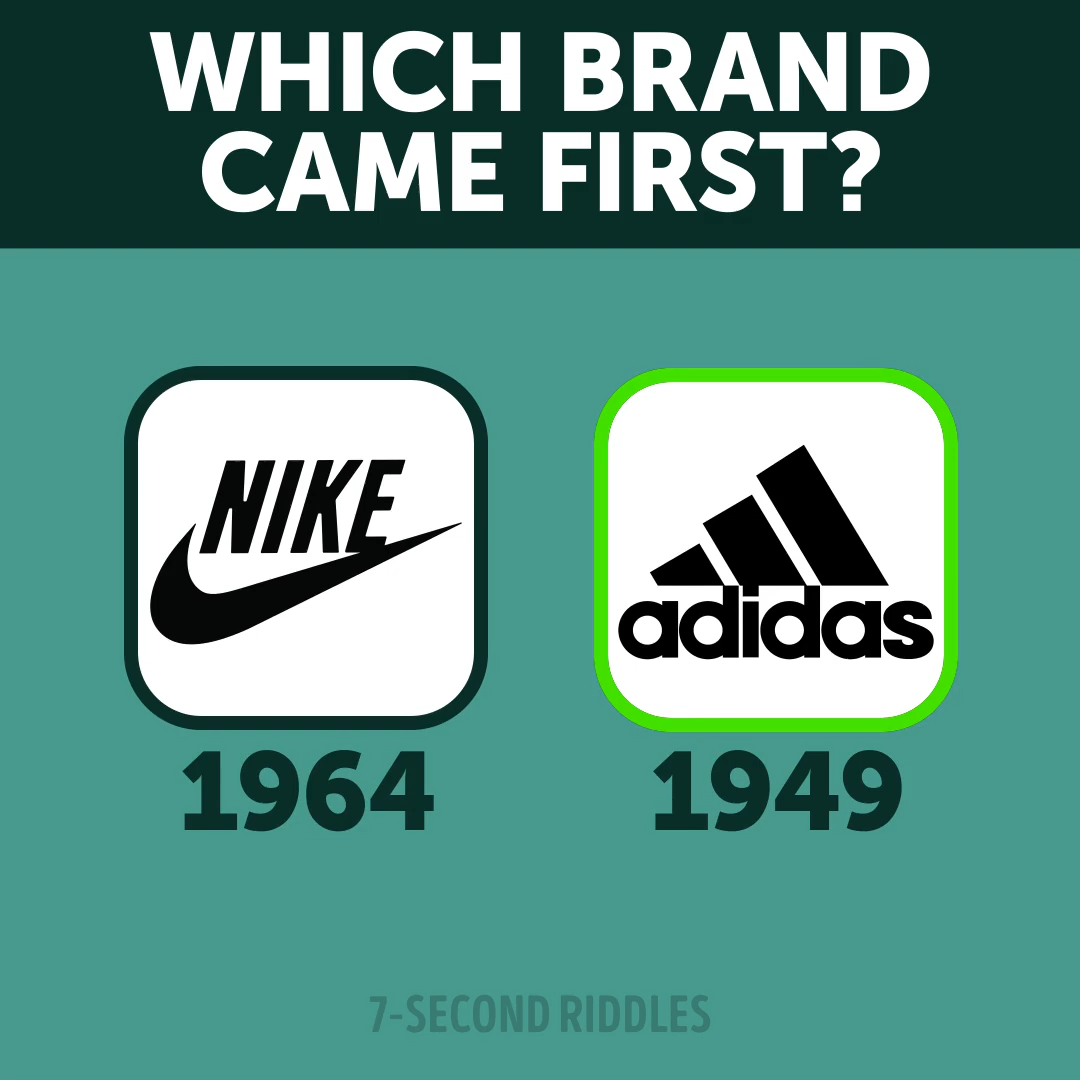 WHICH BRAND
CAME FIRST?
NIKE
adidas
1964
1949
7-SECOND RIDDLES